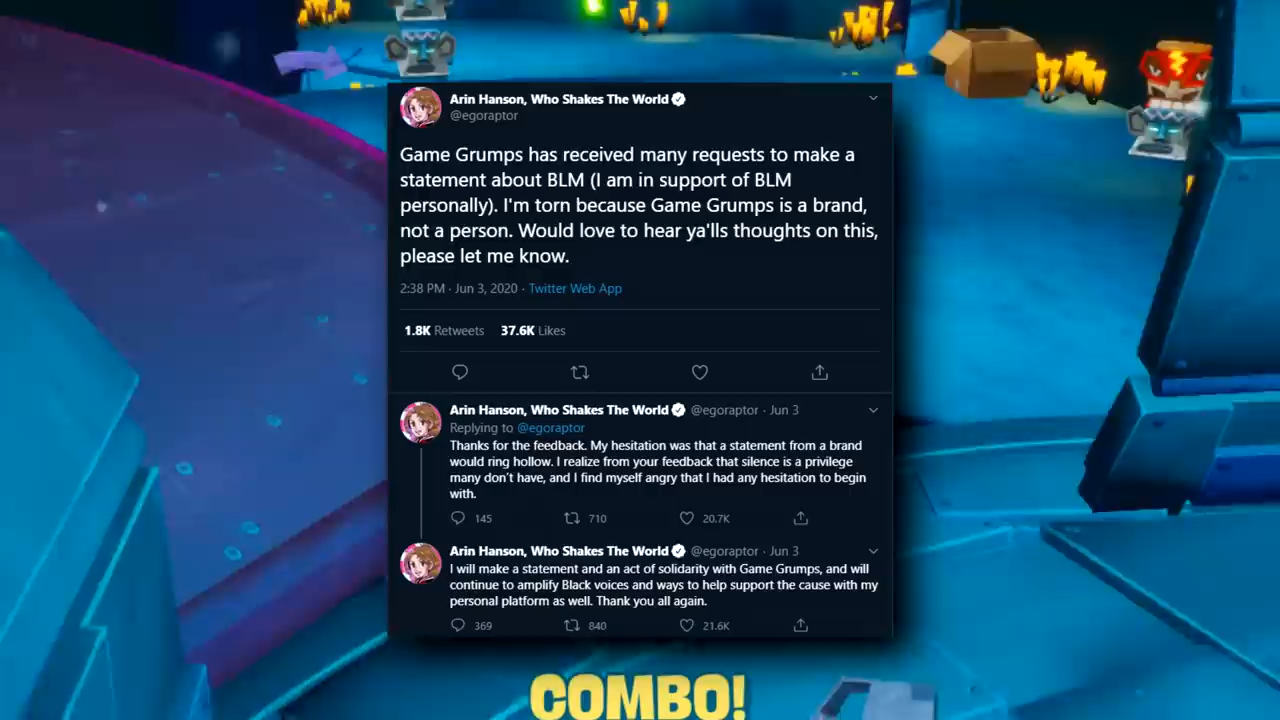 Arin Hanson, Who Shakes The World
@egoraptor
Game Grumps has received many requests to make a
statement about BLM (I am in support of BLM
personally). I'm torn because Game Grumps is a brand,
not a person. Would love to hear ya'lls thoughts on this,
please let me know.
2:38 PM · Jun 3, 2020 · Twitter Web App
1.8K Retweets 37.6K Likes
Arin Hanson, Who Shakes The World @egoraptor · Jun 3
Replying to @egoraptor
Thanks for the feedback. My hesitation was that a statement from a brand
would ring hollow. I realize from your feedback that silence is a privilege
many don't have, and I find myself angry that I had any hesitation to begin
with.
145 710 20.7K
Arin Hanson, Who Shakes The World @egoraptor · Jun 3
I will make a statement and an act of solidarity with Game Grumps, and will
continue to amplify Black voices and ways to help support the cause with my
personal platform as well. Thank you all again.
369 840 21.6K
COMBO!